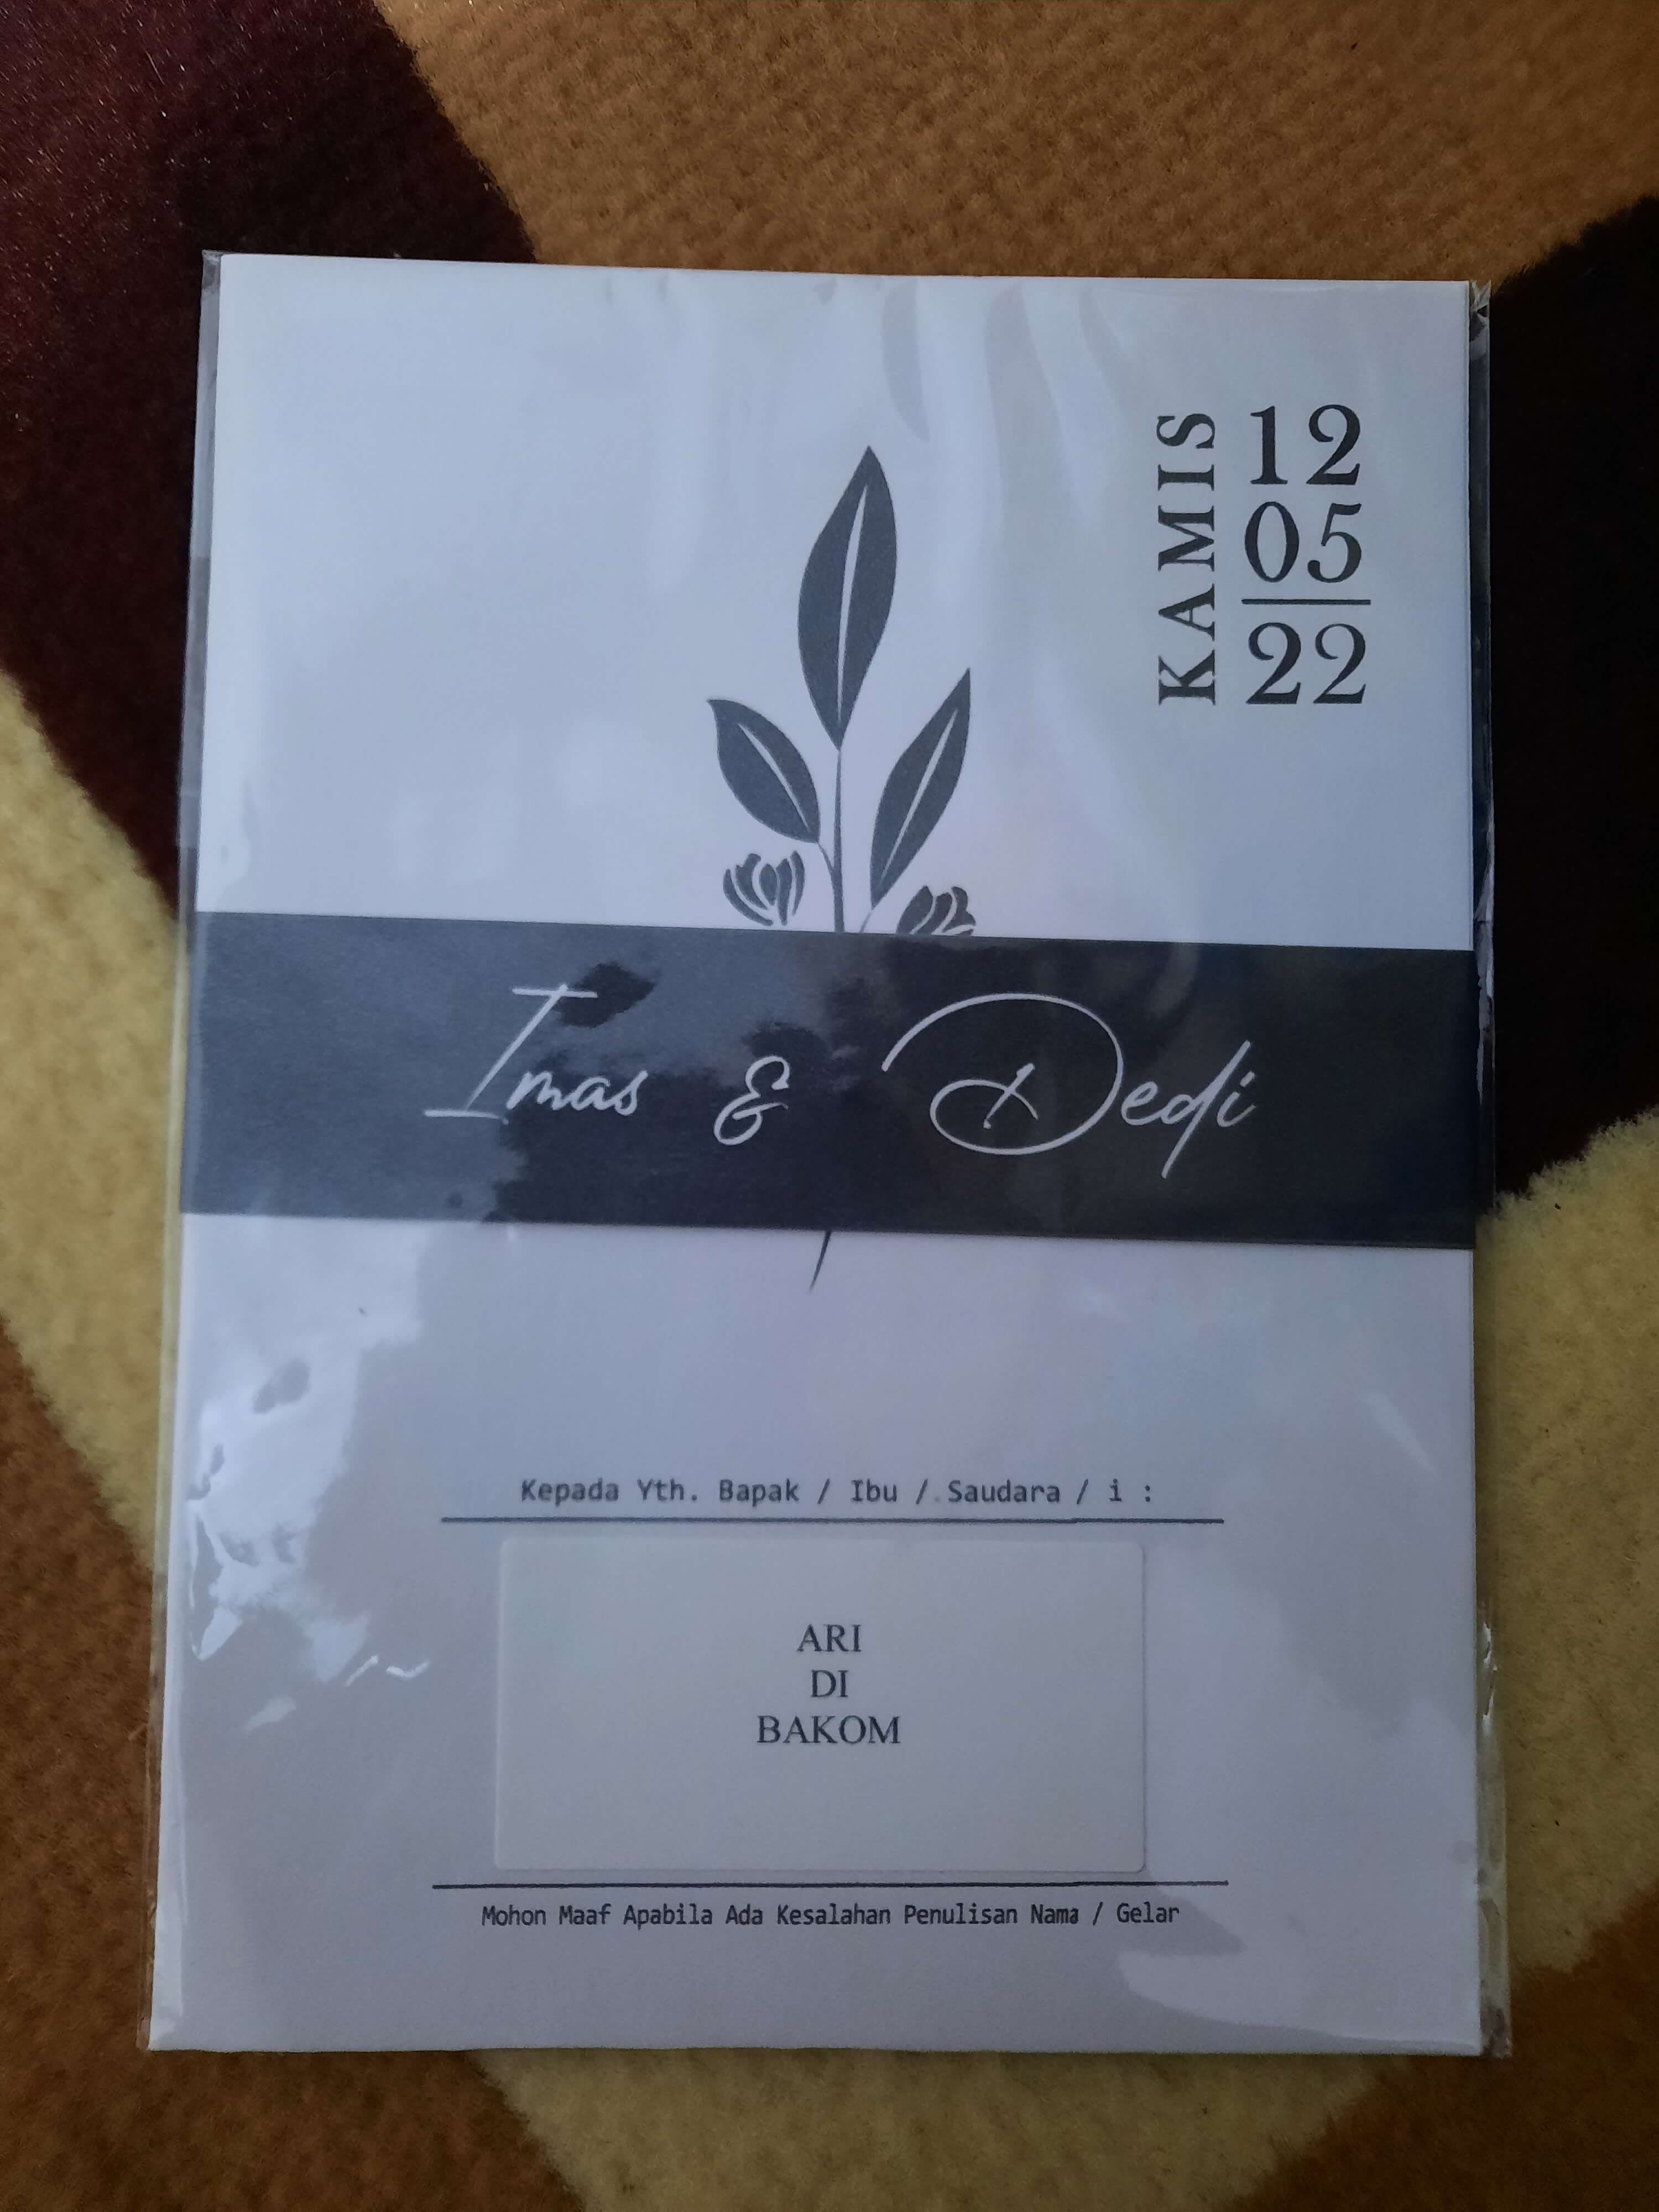 KAMIS
12
05
22
Imas & Dedi
Kepada Yth. Bapak / Ibu / Saudara / i :
ARI
DI
BAKOM
Mohon Maaf Apabila Ada Kesalahan Penulisan Nama / Gelar